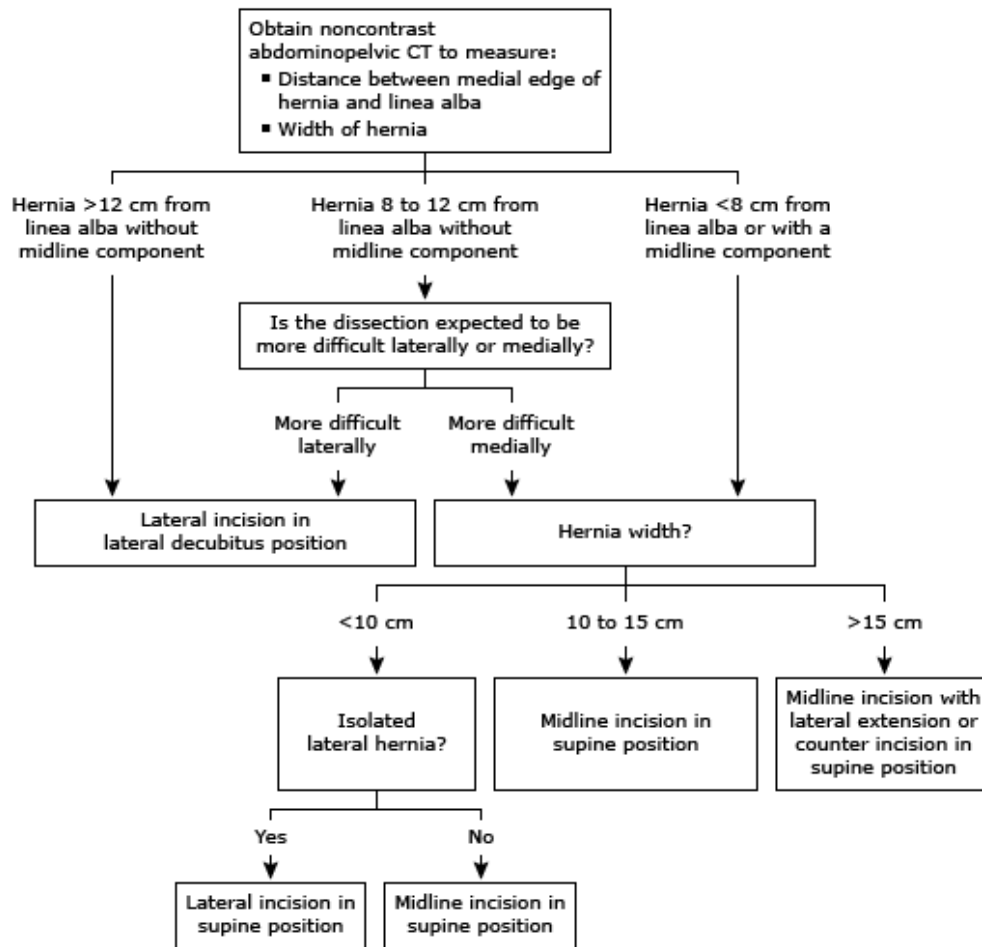 Obtain noncontrast
abdominopelvic CT to measure:
▪ Distance between medial edge of
hernia and linea alba
▪ Width of hernia
Hernia >12 cm from
linea alba without
midline component
Hernia 8 to 12 cm from
linea alba without
midline component
Hernia <8 cm from
linea alba or with a
midline component
Is the dissection expected to be
more difficult laterally or medially?
More difficult
laterally
More difficult
medially
Lateral incision in
lateral decubitus position
Hernia width?
<10 cm
10 to 15 cm
>15 cm
Isolated
lateral hernia?
Midline incision in
supine position
Midline incision with
lateral extension or
counter incision in
supine position
Yes
No
Lateral incision in
supine position
Midline incision in
supine position